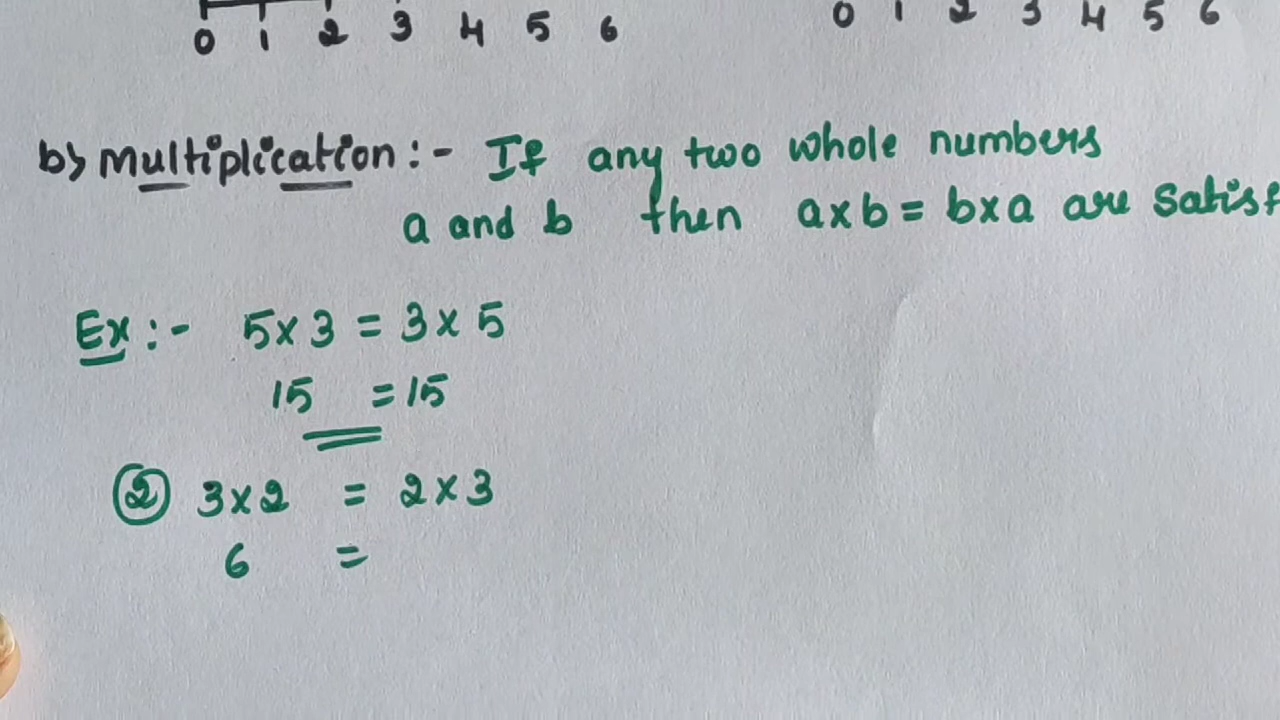 0 1 2 3 4 5 6 0 1 2 3 4 5 6
b) Multiplication :- If any two whole numbers
a and b then a×b = b×a are
Ex :- 5×3 = 3×5
15 = 15
② 3×2 = 2×3
6 =